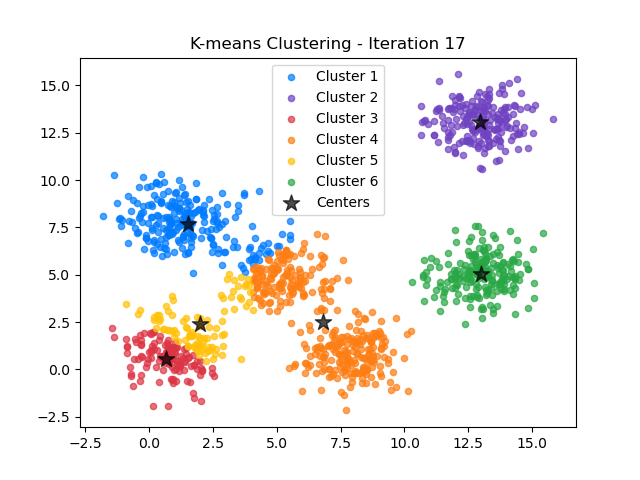 K-means Clustering - Iteration 17
Cluster 1
Cluster 2
Cluster 3
Cluster 4
Cluster 5
Cluster 6
Centers
15.0
12.5
10.0
7.5
5.0
2.5
0.0
−2.5
−2.5 0.0 2.5 5.0 7.5 10.0 12.5 15.0